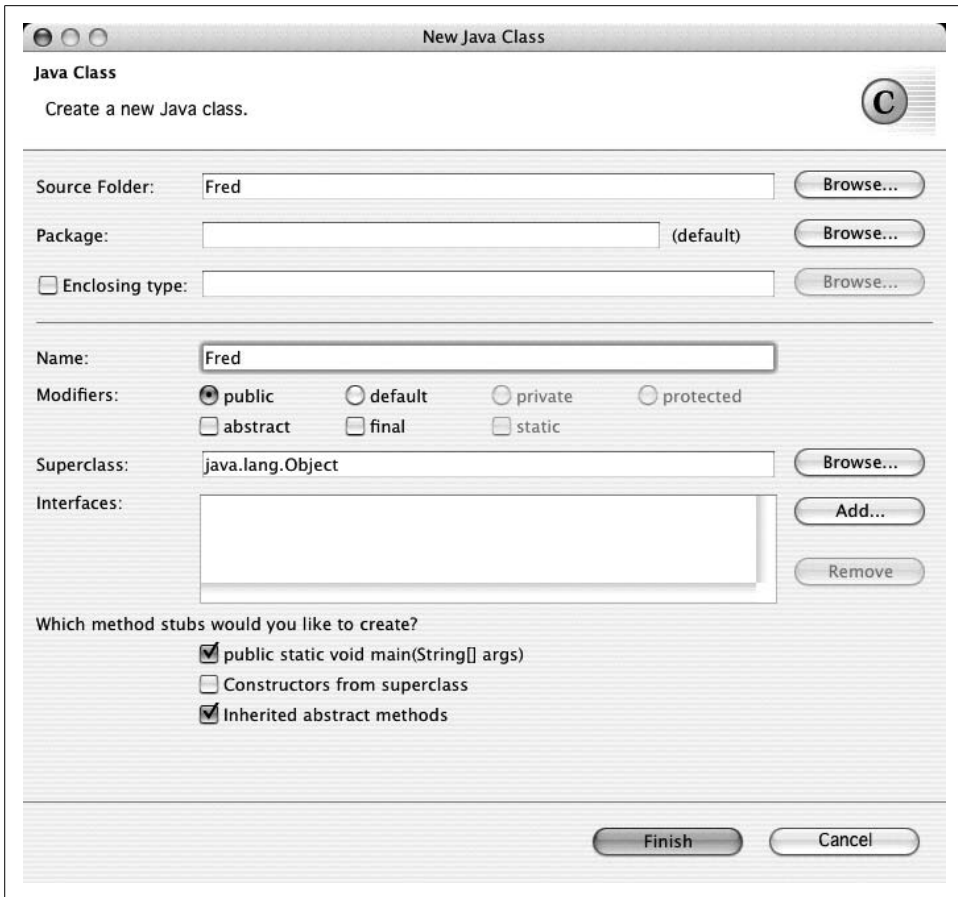 New Java Class
Java Class
Create a new Java class.
C
Source Folder: Fred Browse...
Package: (default) Browse...
Enclosing type: Browse...
Name: Fred
Modifiers: public default private protected
abstract final static
Superclass: java.lang.Object Browse...
Interfaces: Add...
Remove
Which method stubs would you like to create?
public static void main(String[] args)
Constructors from superclass
Inherited abstract methods
Finish Cancel